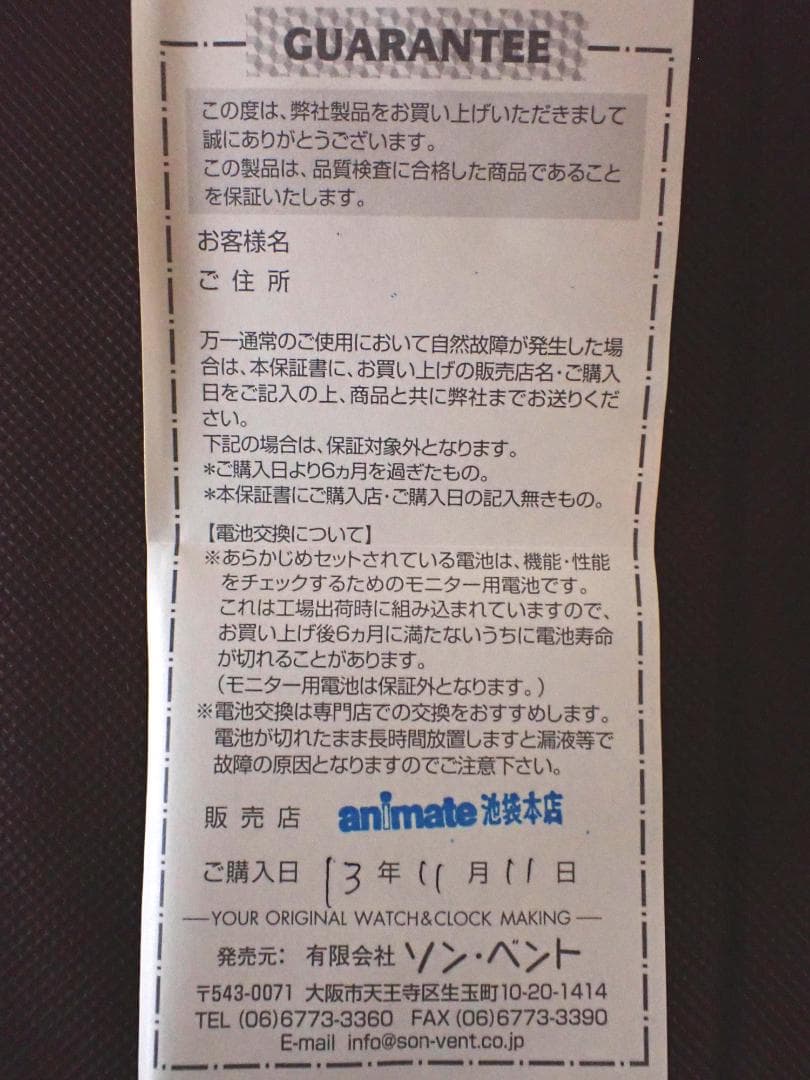 GUARANTEE
この度は、弊社製品をお買い上げいただきまして
誠にありがとうございます。
この製品は、品質検査に合格した商品であること
を保証いたします。
お客様名
ご住所
万一通常のご使用において自然故障が発生した場
合は、本保証書に、お買い上げの販売店名・ご購入
日をご記入の上、商品と共に弊社までお送りくだ
さい。
下記の場合は、保証対象外となります。
*ご購入日より6ヵ月を過ぎたもの。
*本保証書にご購入店・ご購入日の記入無きもの。
【電池交換について】
※あらかじめセットされている電池は、機能・性能
をチェックするためのモニター用電池です。
これは工場出荷時に組み込まれていますので、
お買い上げ後6ヵ月に満たないうちに電池寿命
が切れることがあります。
(モニター用電池は保証外となります。)
※電池交換は専門店での交換をおすすめします。
電池が切れたまま長時間放置しますと漏液等で
故障の原因となりますのでご注意下さい。
販売店 animate池袋本店
ご購入日 13年11月11日
YOUR ORIGINAL WATCH&CLOCK MAKING
発売元: 有限会社 ソン・ベント
〒543-0071 大阪市天王寺区生玉町10-20-1414
TEL (06)6773-3360 FAX (06)6773-3390
E-mail info@son-vent.co.jp